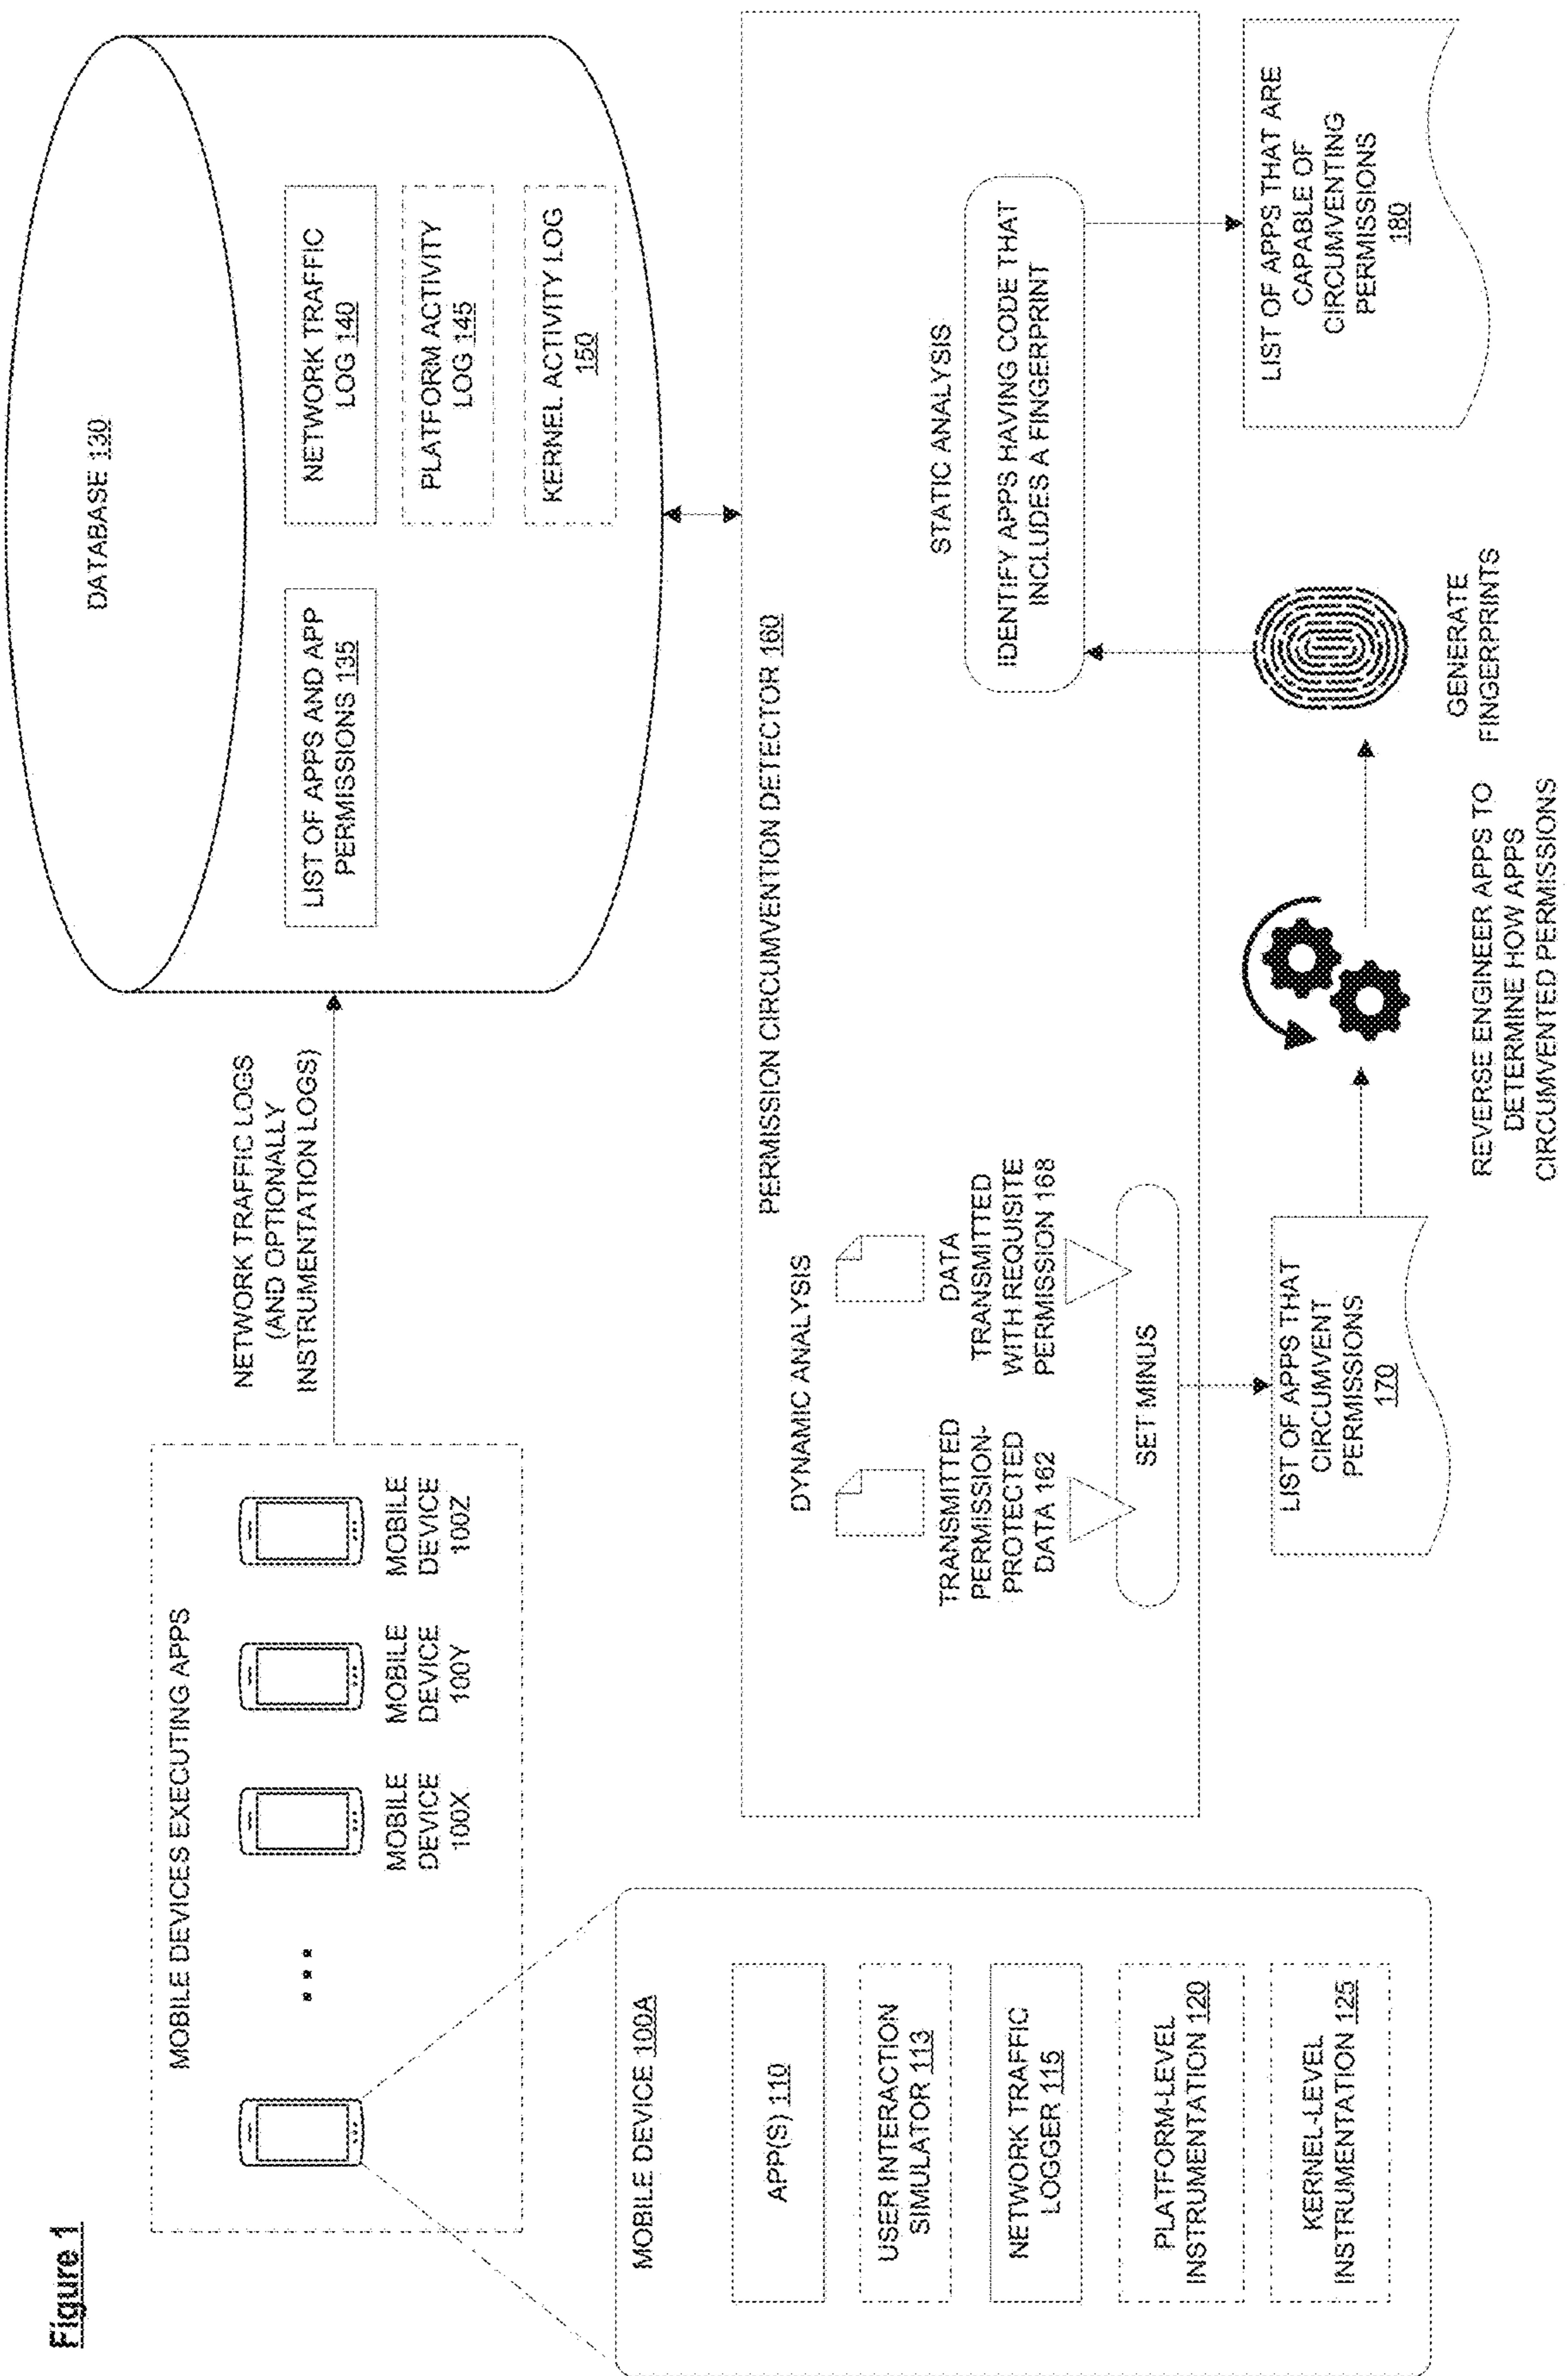 Figure 1
MOBILE DEVICES EXECUTING APPS
MOBILE
DEVICE
100X
MOBILE
DEVICE
100Y
MOBILE
DEVICE
100Z
NETWORK TRAFFIC LOGS
(AND OPTIONALLY
INSTRUMENTATION LOGS)
DATABASE 130
LIST OF APPS AND APP
PERMISSIONS 135
NETWORK TRAFFIC
LOG 140
PLATFORM ACTIVITY
LOG 145
KERNEL ACTIVITY LOG
150
MOBILE DEVICE 100A
APP(S) 110
USER INTERACTION
SIMULATOR 113
NETWORK TRAFFIC
LOGGER 115
PLATFORM-LEVEL
INSTRUMENTATION 120
KERNEL-LEVEL
INSTRUMENTATION 125
PERMISSION CIRCUMVENTION DETECTOR 160
DYNAMIC ANALYSIS
TRANSMITTED
PERMISSION-
PROTECTED
DATA 162
DATA
TRANSMITTED
WITH REQUISITE
PERMISSION 168
SET MINUS
STATIC ANALYSIS
IDENTIFY APPS HAVING CODE THAT
INCLUDES A FINGERPRINT
LIST OF APPS THAT
CIRCUMVENT
PERMISSIONS
170
REVERSE ENGINEER APPS TO
DETERMINE HOW APPS
CIRCUMVENTED PERMISSIONS
GENERATE
FINGERPRINTS
LIST OF APPS THAT ARE
CAPABLE OF
CIRCUMVENTING
PERMISSIONS
180